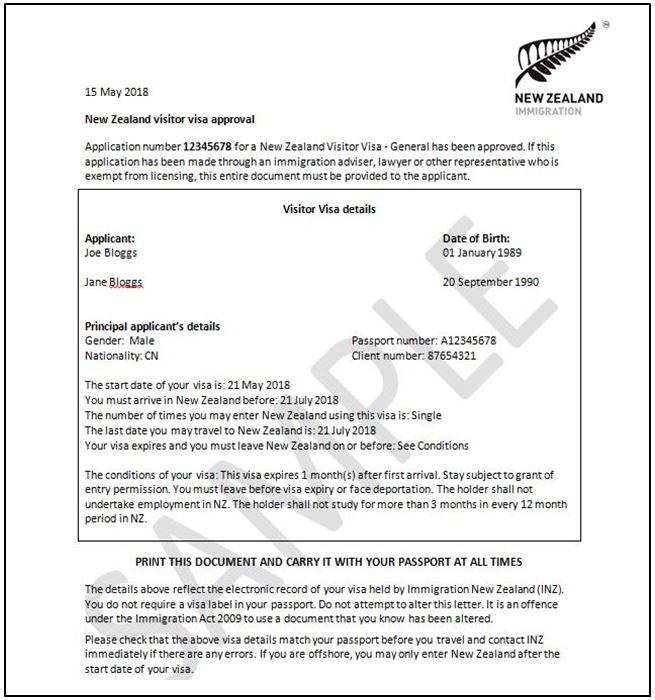 NEW ZEALAND
IMMIGRATION
15 May 2018
New Zealand visitor visa approval
Application number 12345678 for a New Zealand Visitor Visa - General has been approved. If this
application has been made through an immigration adviser, lawyer or other representative who is
exempt from licensing, this entire document must be provided to the applicant.
Visitor Visa details
Applicant: Date of Birth:
Joe Bloggs 01 January 1989
Jane Bloggs 20 September 1990
Principal applicant's details
Gender: Male Passport number: A12345678
Nationality: CN Client number: 87654321
The start date of your visa is: 21 May 2018
You must arrive in New Zealand before: 21 July 2018
The number of times you may enter New Zealand using this visa is: Single
The last date you may travel to New Zealand is: 21 July 2018
Your visa expires and you must leave New Zealand on or before: See Conditions
The conditions of your visa: This visa expires 1 month(s) after first arrival. Stay subject to grant of
entry permission. You must leave before visa expiry or face deportation. The holder shall not
undertake employment in NZ. The holder shall not study for more than 3 months in every 12 month
period in NZ.
SAMPLE
PRINT THIS DOCUMENT AND CARRY IT WITH YOUR PASSPORT AT ALL TIMES
The details above reflect the electronic record of your visa held by Immigration New Zealand (INZ).
You do not require a visa label in your passport. Do not attempt to alter this letter. It is an offence
under the Immigration Act 2009 to use a document that you know has been altered.
Please check that the above visa details match your passport before you travel and contact INZ
immediately if there are any errors. If you are offshore, you may only enter New Zealand after the
start date of your visa.